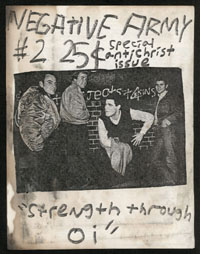 NEGATIVE ARMY
#2 25¢ special
antichrist
issue
"strength through
oi"